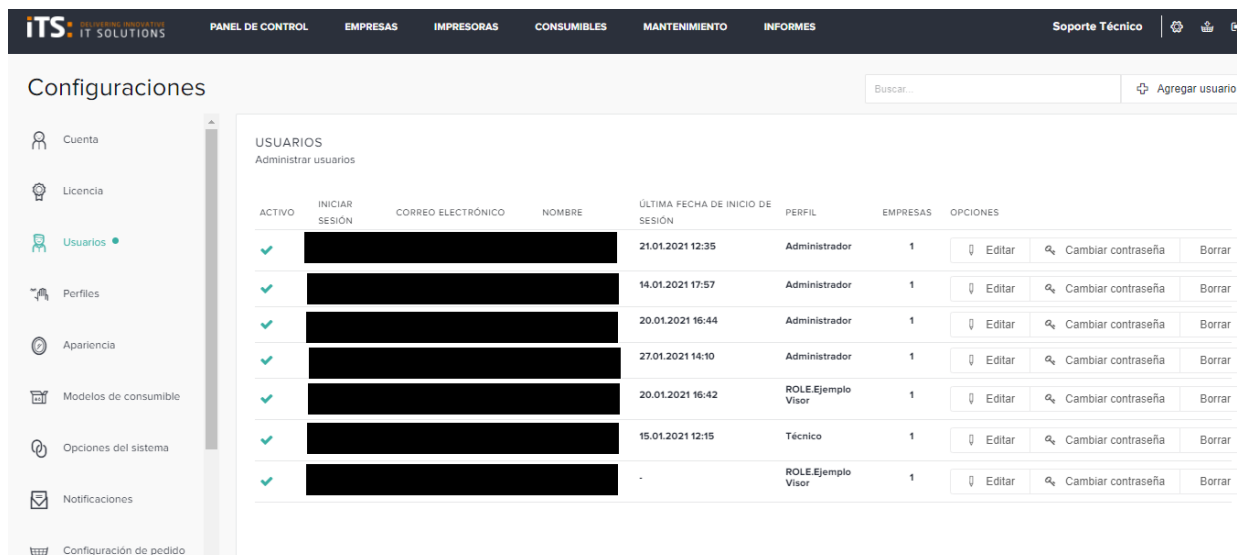 iTS: DELIVERING INNOVATIVE IT SOLUTIONS
PANEL DE CONTROL EMPRESAS IMPRESORAS CONSUMIBLES MANTENIMIENTO INFORMES Soporte Técnico
Configuraciones
Buscar...
Agregar usuario
Cuenta
Licencia
Usuarios
Perfiles
Apariencia
Modelos de consumible
Opciones del sistema
Notificaciones
Configuración de pedido
USUARIOS
Administrar usuarios
ACTIVO INICIAR SESIÓN CORREO ELECTRÓNICO NOMBRE ÚLTIMA FECHA DE INICIO DE SESIÓN PERFIL EMPRESAS OPCIONES
21.01.2021 12:35 Administrador 1 Editar Cambiar contraseña Borrar
14.01.2021 17:57 Administrador 1 Editar Cambiar contraseña Borrar
20.01.2021 16:44 Administrador 1 Editar Cambiar contraseña Borrar
27.01.2021 14:10 Administrador 1 Editar Cambiar contraseña Borrar
20.01.2021 16:42 ROLE.Ejemplo Visor 1 Editar Cambiar contraseña Borrar
15.01.2021 12:15 Técnico 1 Editar Cambiar contraseña Borrar
- ROLE.Ejemplo Visor 1 Editar Cambiar contraseña Borrar